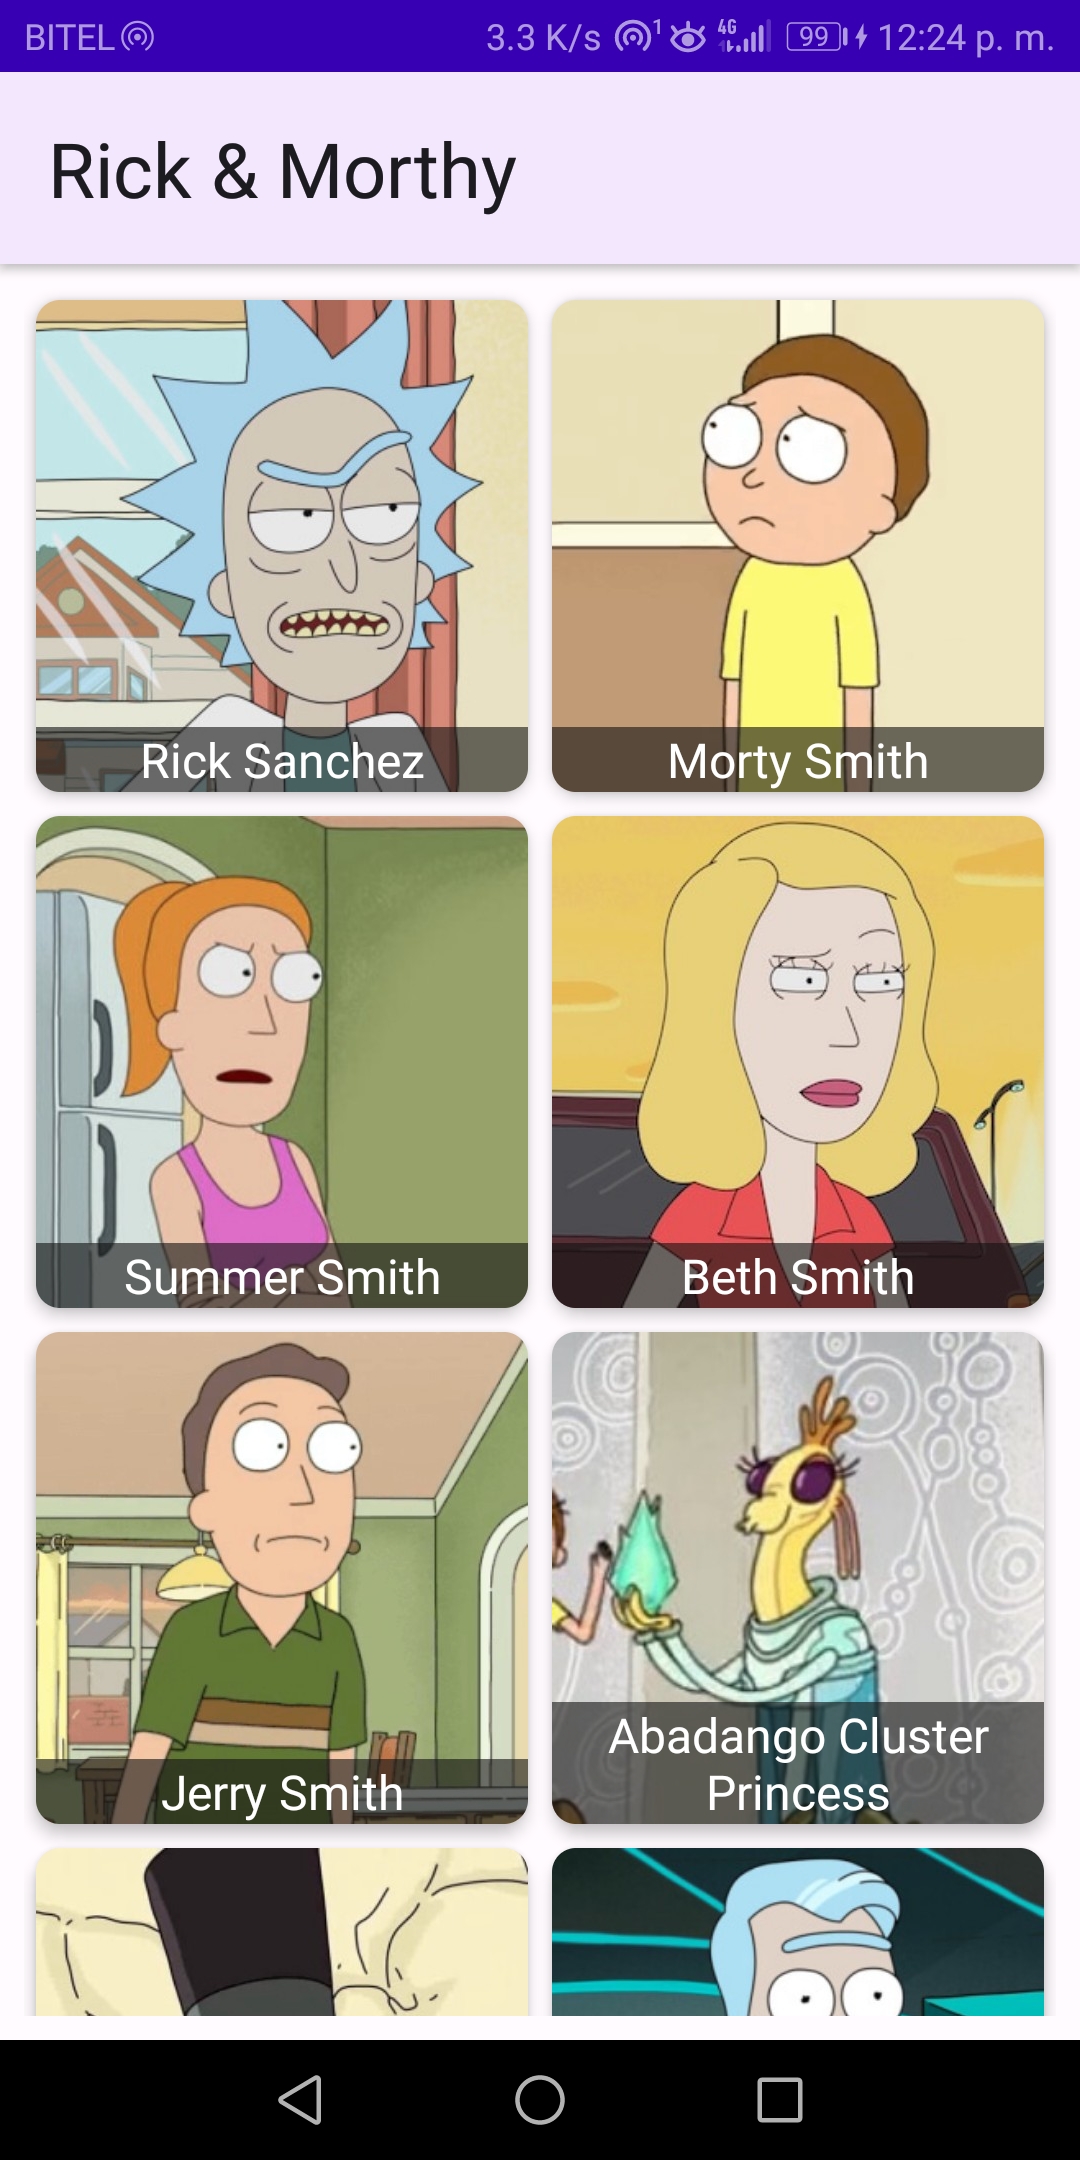 BITEL 3.3 K/s 1 4G 99 12:24 p. m.
Rick & Morthy
Rick Sanchez
Morty Smith
Summer Smith
Beth Smith
Jerry Smith
Abadango Cluster
Princess